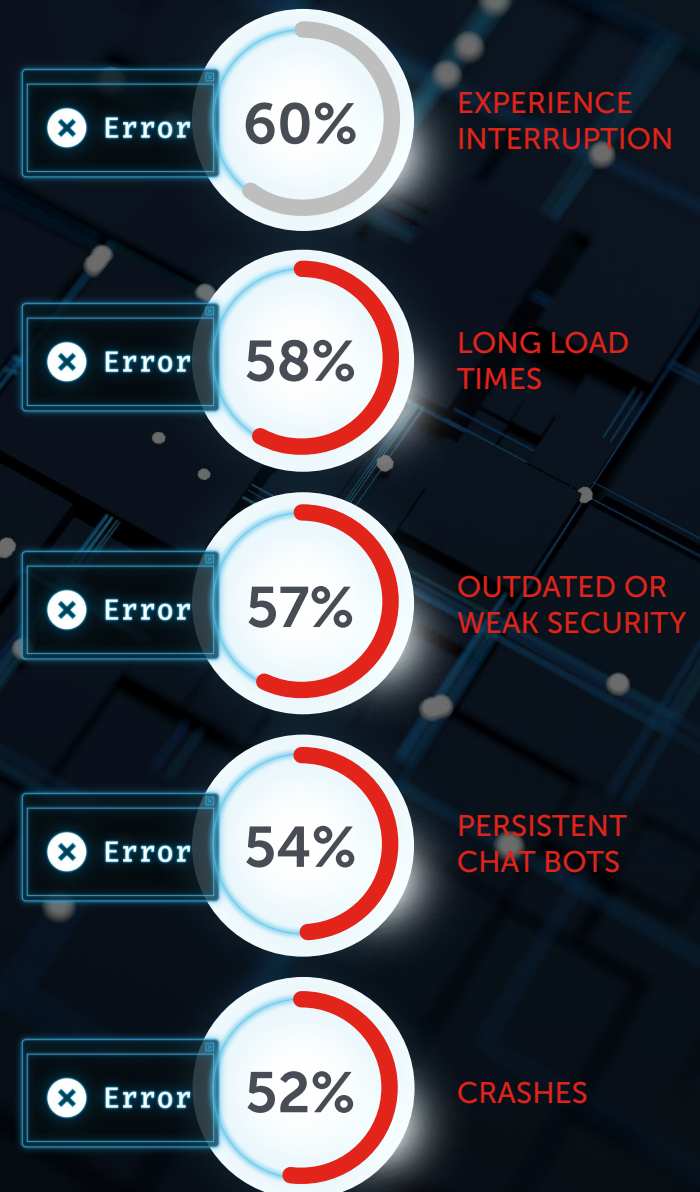 Error
60%
EXPERIENCE
INTERRUPTION
Error
58%
LONG LOAD
TIMES
Error
57%
OUTDATED OR
WEAK SECURITY
Error
54%
PERSISTENT
CHAT BOTS
Error
52%
CRASHES